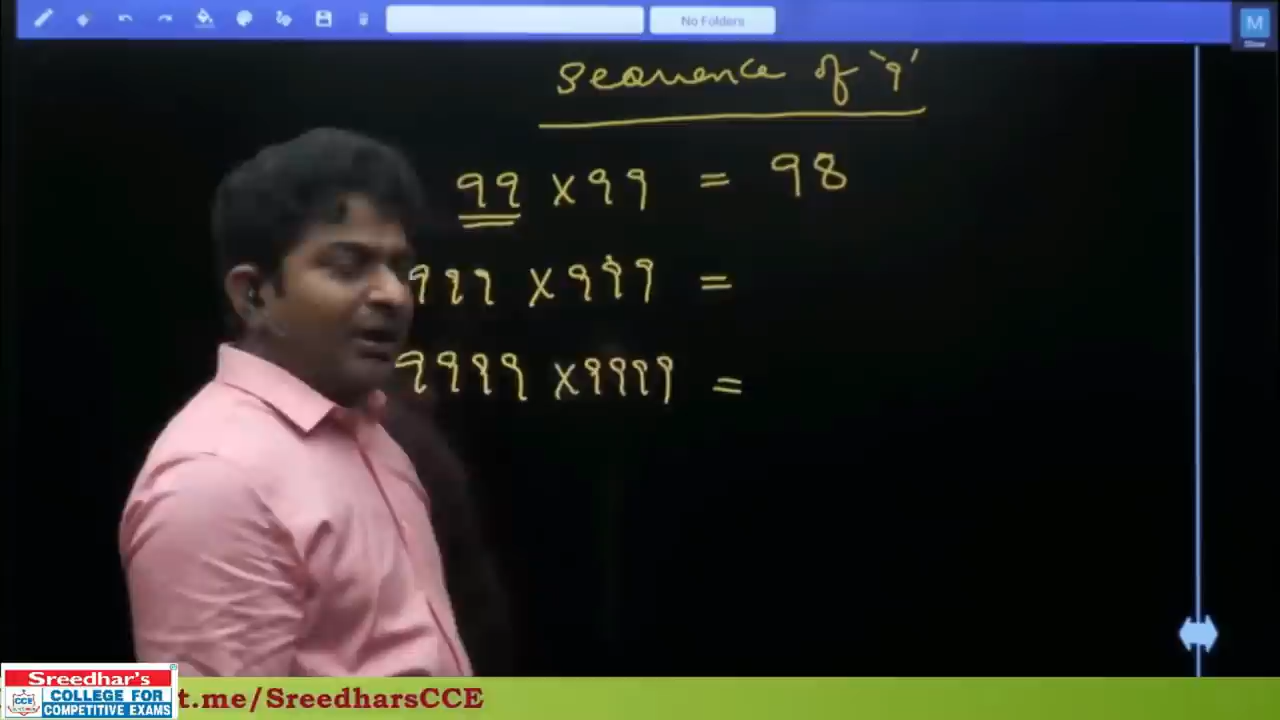 No Folders
M
Sequence of '9'
99 × 99 = 98
999 × 999 =
9999 × 9999 =
Sreedhar's
CCE
COLLEGE FOR
COMPETITIVE EXAMS
t.me/SreedharsCCE